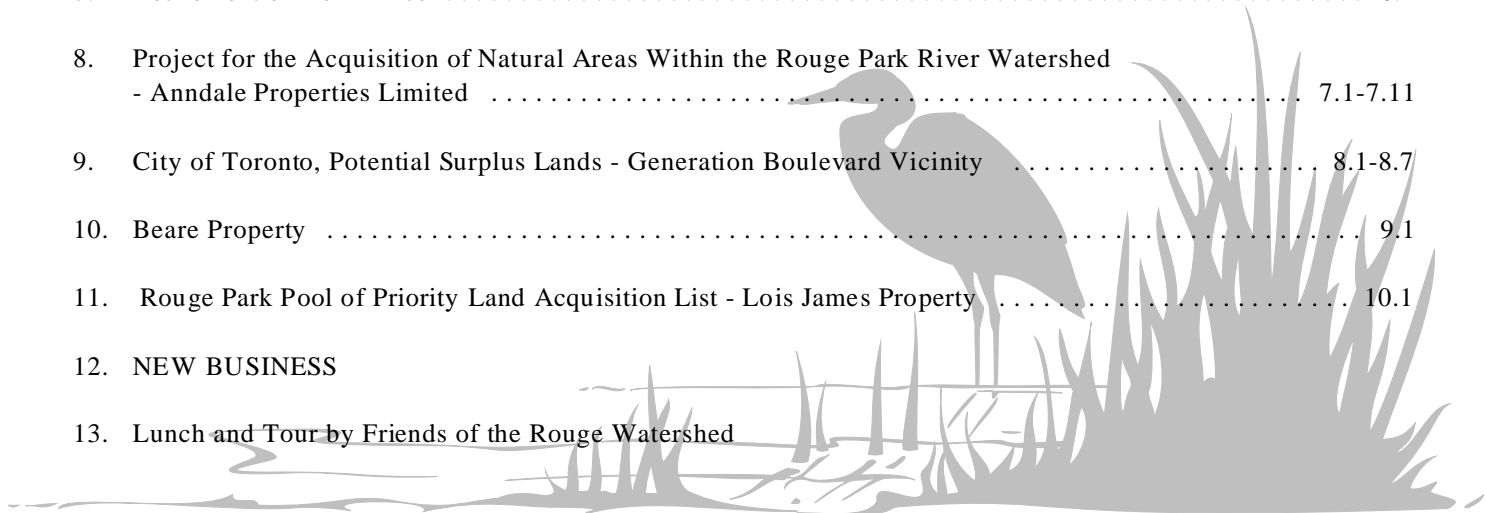 8. Project for the Acquisition of Natural Areas Within the Rouge Park River Watershed
- Anndale Properties Limited . . . . . . . . . . . . . . . . . . . . . . . . . . . . . . . . . . . . . . . . . . . . . . . . . . . . . . . 7.1-7.11
9. City of Toronto, Potential Surplus Lands - Generation Boulevard Vicinity . . . . . . . . . . . . . . . . . . . . . 8.1-8.7
10. Beare Property . . . . . . . . . . . . . . . . . . . . . . . . . . . . . . . . . . . . . . . . . . . . . . . . . . . . . . . . . . . . . . . . . . . . . . 9.1
11. Rouge Park Pool of Priority Land Acquisition List - Lois James Property . . . . . . . . . . . . . . . . . . . . . . . . 10.1
12. NEW BUSINESS
13. Lunch and Tour by Friends of the Rouge Watershed